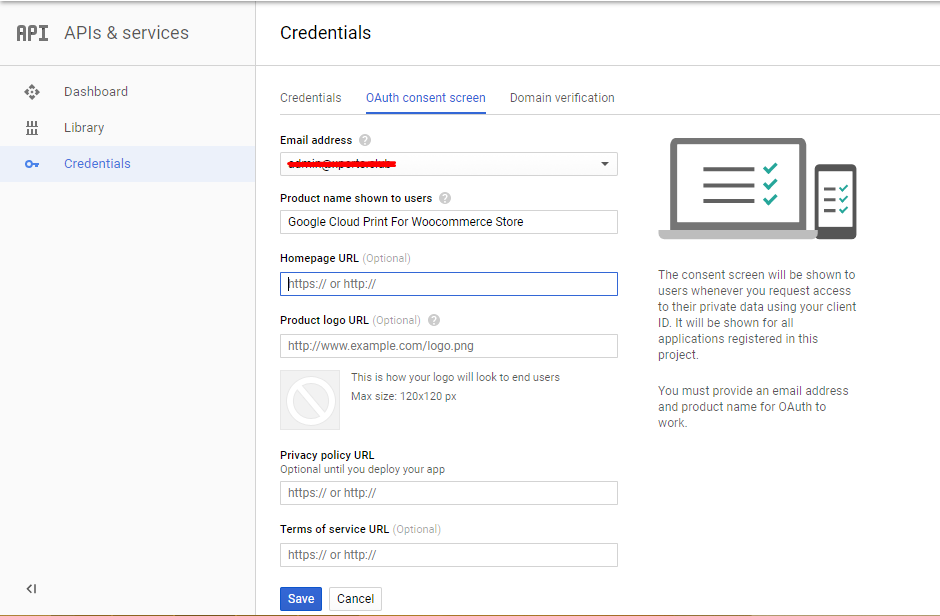 API APIs & services
Credentials
Dashboard
Library
Credentials
Credentials OAuth consent screen Domain verification
Email address ?
Product name shown to users ?
Google Cloud Print For Woocommerce Store
Homepage URL (Optional)
https:// or http://
Product logo URL (Optional) ?
http://www.example.com/logo.png
This is how your logo will look to end users
Max size: 120x120 px
Privacy policy URL
Optional until you deploy your app
https:// or http://
Terms of service URL (Optional)
https:// or http://
Save Cancel
The consent screen will be shown to
users whenever you request access
to their private data using your client
ID. It will be shown for all
applications registered in this
project.
You must provide an email address
and product name for OAuth to
work.